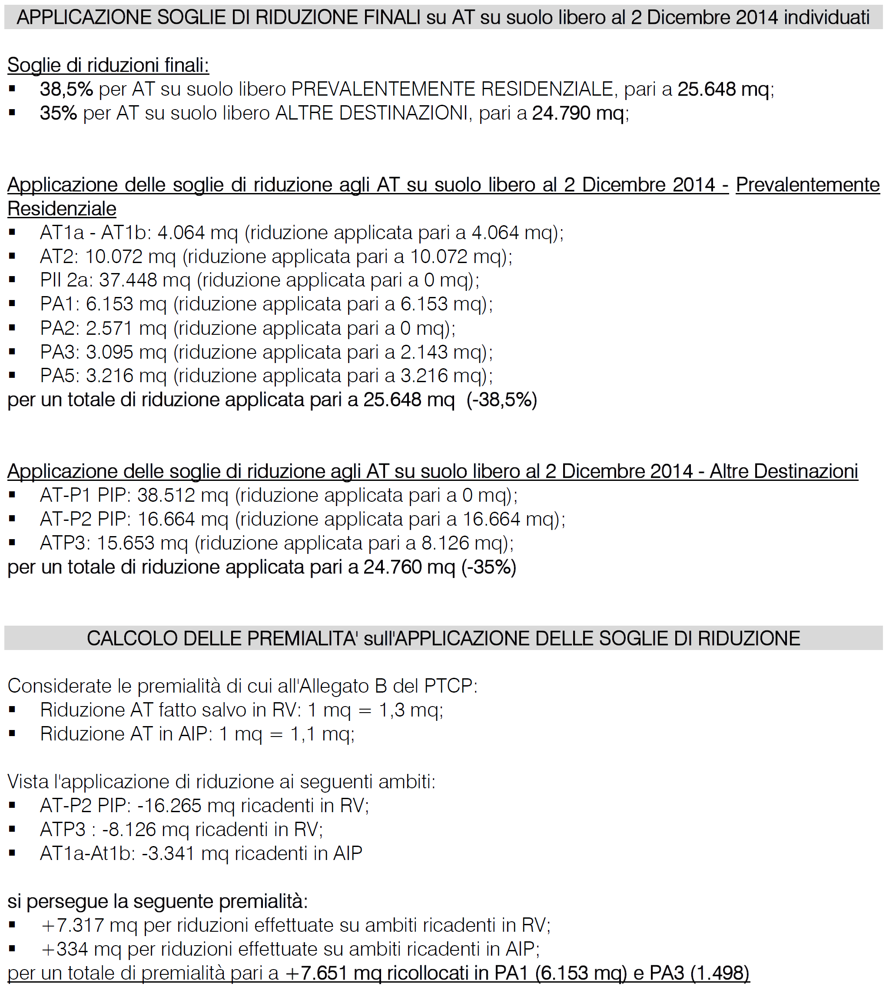 APPLICAZIONE SOGLIE DI RIDUZIONE FINALI su AT su suolo libero al 2 Dicembre 2014 individuati
Soglie di riduzioni finali:
▪ 38,5% per AT su suolo libero PREVALENTEMENTE RESIDENZIALE, pari a 25.648 mq;
▪ 35% per AT su suolo libero ALTRE DESTINAZIONI, pari a 24.790 mq;
Applicazione delle soglie di riduzione agli AT su suolo libero al 2 Dicembre 2014 - Prevalentemente
Residenziale
▪ AT1a - AT1b: 4.064 mq (riduzione applicata pari a 4.064 mq);
▪ AT2: 10.072 mq (riduzione applicata pari a 10.072 mq);
▪ PII 2a: 37.448 mq (riduzione applicata pari a 0 mq);
▪ PA1: 6.153 mq (riduzione applicata pari a 6.153 mq);
▪ PA2: 2.571 mq (riduzione applicata pari a 0 mq);
▪ PA3: 3.095 mq (riduzione applicata pari a 2.143 mq);
▪ PA5: 3.216 mq (riduzione applicata pari a 3.216 mq);
per un totale di riduzione applicata pari a 25.648 mq (-38,5%)
Applicazione delle soglie di riduzione agli AT su suolo libero al 2 Dicembre 2014 - Altre Destinazioni
▪ AT-P1 PIP: 38.512 mq (riduzione applicata pari a 0 mq);
▪ AT-P2 PIP: 16.664 mq (riduzione applicata pari a 16.664 mq);
▪ ATP3: 15.653 mq (riduzione applicata pari a 8.126 mq);
per un totale di riduzione applicata pari a 24.760 mq (-35%)
CALCOLO DELLE PREMIALITA' sull'APPLICAZIONE DELLE SOGLIE DI RIDUZIONE
Considerate le premialità di cui all'Allegato B del PTCP:
▪ Riduzione AT fatto salvo in RV: 1 mq = 1,3 mq;
▪ Riduzione AT in AIP: 1 mq = 1,1 mq;
Vista l'applicazione di riduzione ai seguenti ambiti:
▪ AT-P2 PIP: -16.265 mq ricadenti in RV;
▪ ATP3 : -8.126 mq ricadenti in RV;
▪ AT1a-At1b: -3.341 mq ricadenti in AIP
si persegue la seguente premialità:
▪ +7.317 mq per riduzioni effettuate su ambiti ricadenti in RV;
▪ +334 mq per riduzioni effettuate su ambiti ricadenti in AIP;
per un totale di premialità pari a +7.651 mq ricollocati in PA1 (6.153 mq) e PA3 (1.498)